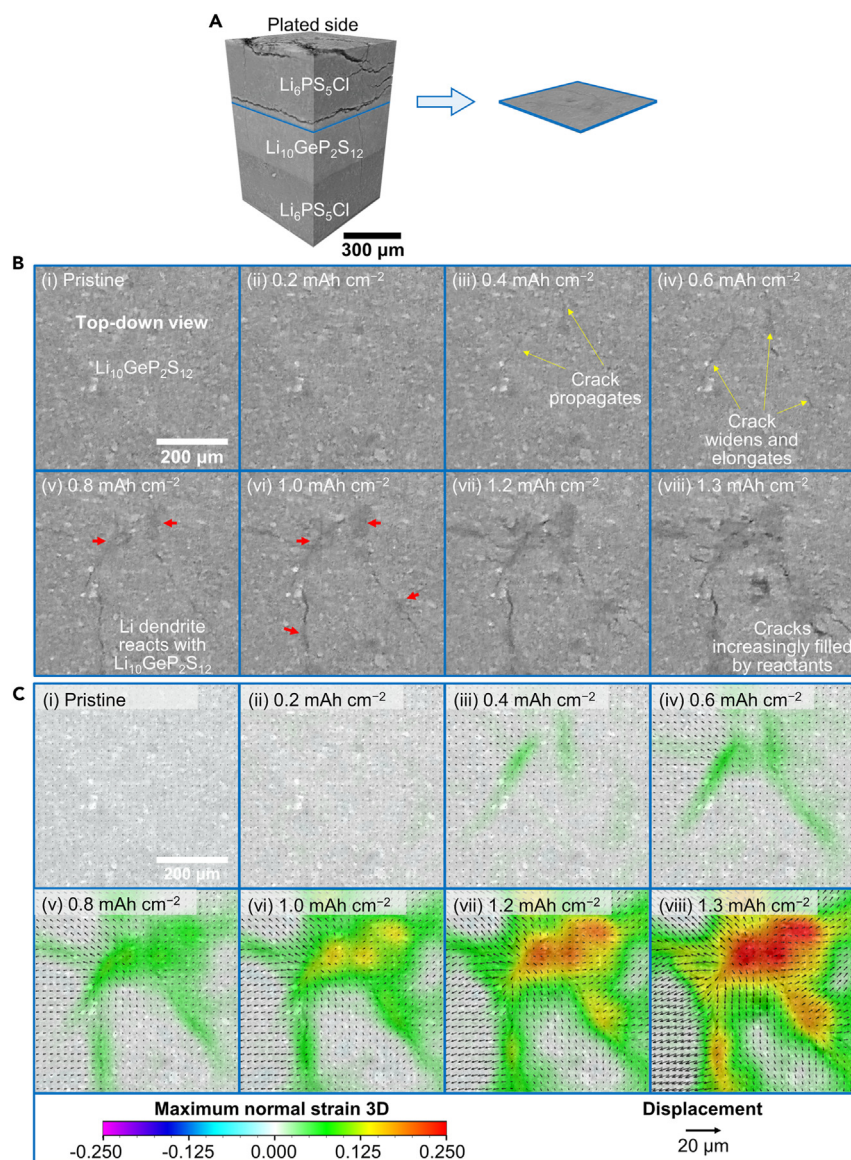 A
Plated side
Li₆PS₅Cl
Li₁₀GeP₂S₁₂
Li₆PS₅Cl
300 μm
B
(i) Pristine
Top-down view
Li₁₀GeP₂S₁₂
200 μm
(ii) 0.2 mAh cm⁻²
(iii) 0.4 mAh cm⁻²
Crack
propagates
(iv) 0.6 mAh cm⁻²
Crack
widens and
elongates
(v) 0.8 mAh cm⁻²
Li dendrite
reacts with
Li₁₀GeP₂S₁₂
(vi) 1.0 mAh cm⁻²
(vii) 1.2 mAh cm⁻²
(viii) 1.3 mAh cm⁻²
Cracks
increasingly filled
by reactants
C
(i) Pristine
200 μm
(ii) 0.2 mAh cm⁻²
(iii) 0.4 mAh cm⁻²
(iv) 0.6 mAh cm⁻²
(v) 0.8 mAh cm⁻²
(vi) 1.0 mAh cm⁻²
(vii) 1.2 mAh cm⁻²
(viii) 1.3 mAh cm⁻²
Maximum normal strain 3D
-0.250 -0.125 0.000 0.125 0.250
Displacement
20 μm